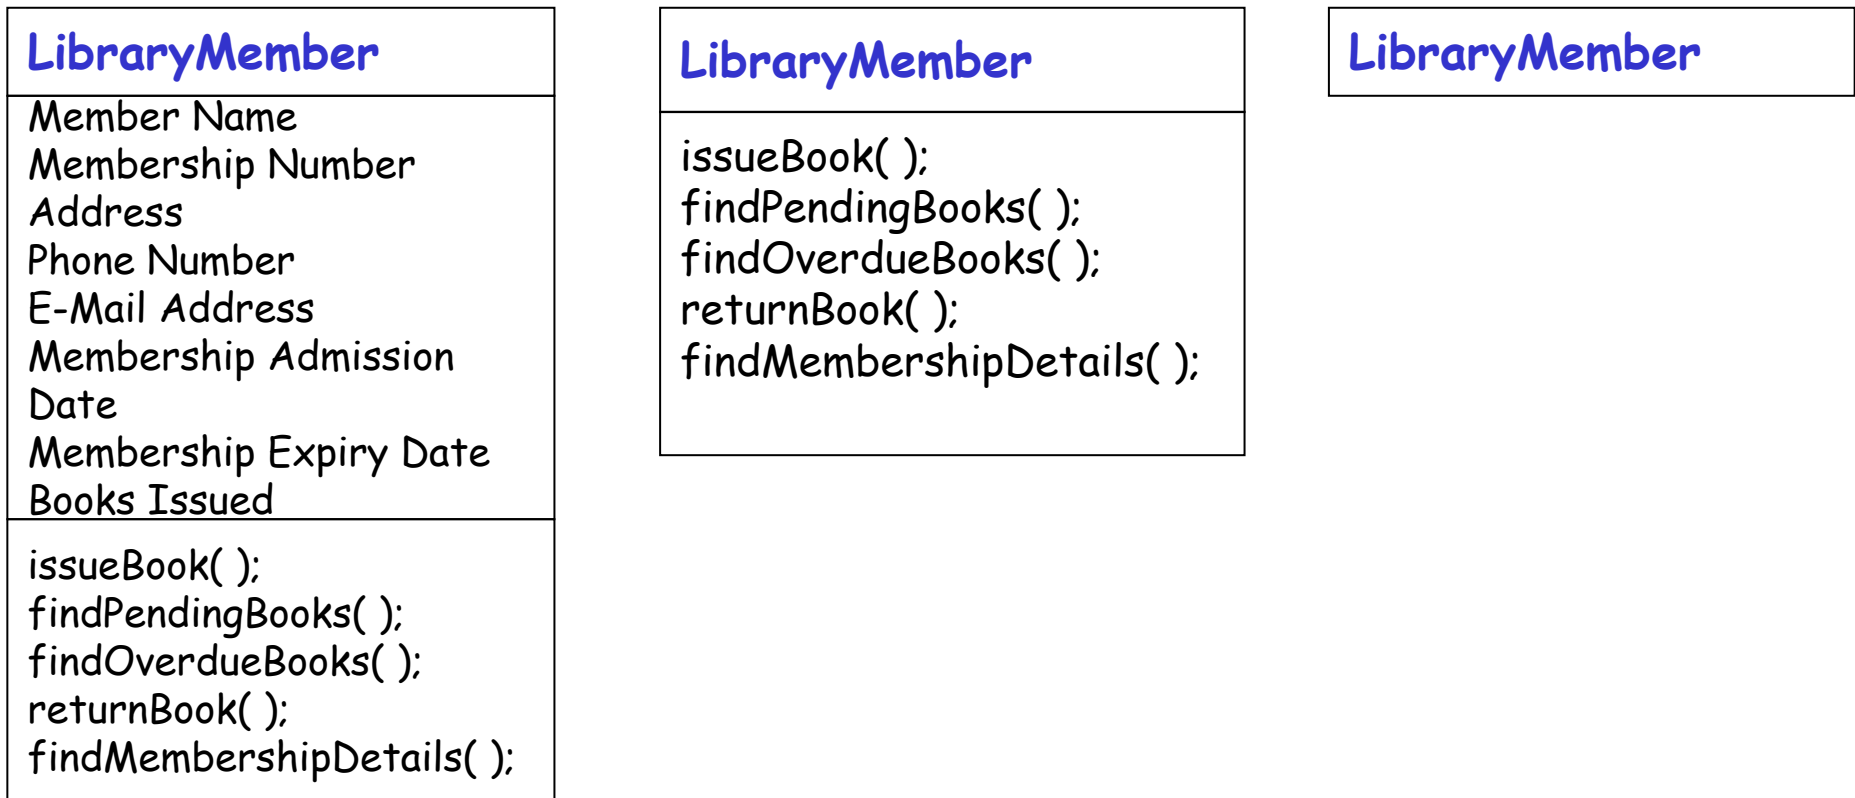 LibraryMember
Member Name
Membership Number
Address
Phone Number
E-Mail Address
Membership Admission
Date
Membership Expiry Date
Books Issued
issueBook( );
findPendingBooks( );
findOverdueBooks( );
returnBook( );
findMembershipDetails( );
LibraryMember
issueBook( );
findPendingBooks( );
findOverdueBooks( );
returnBook( );
findMembershipDetails( );
LibraryMember